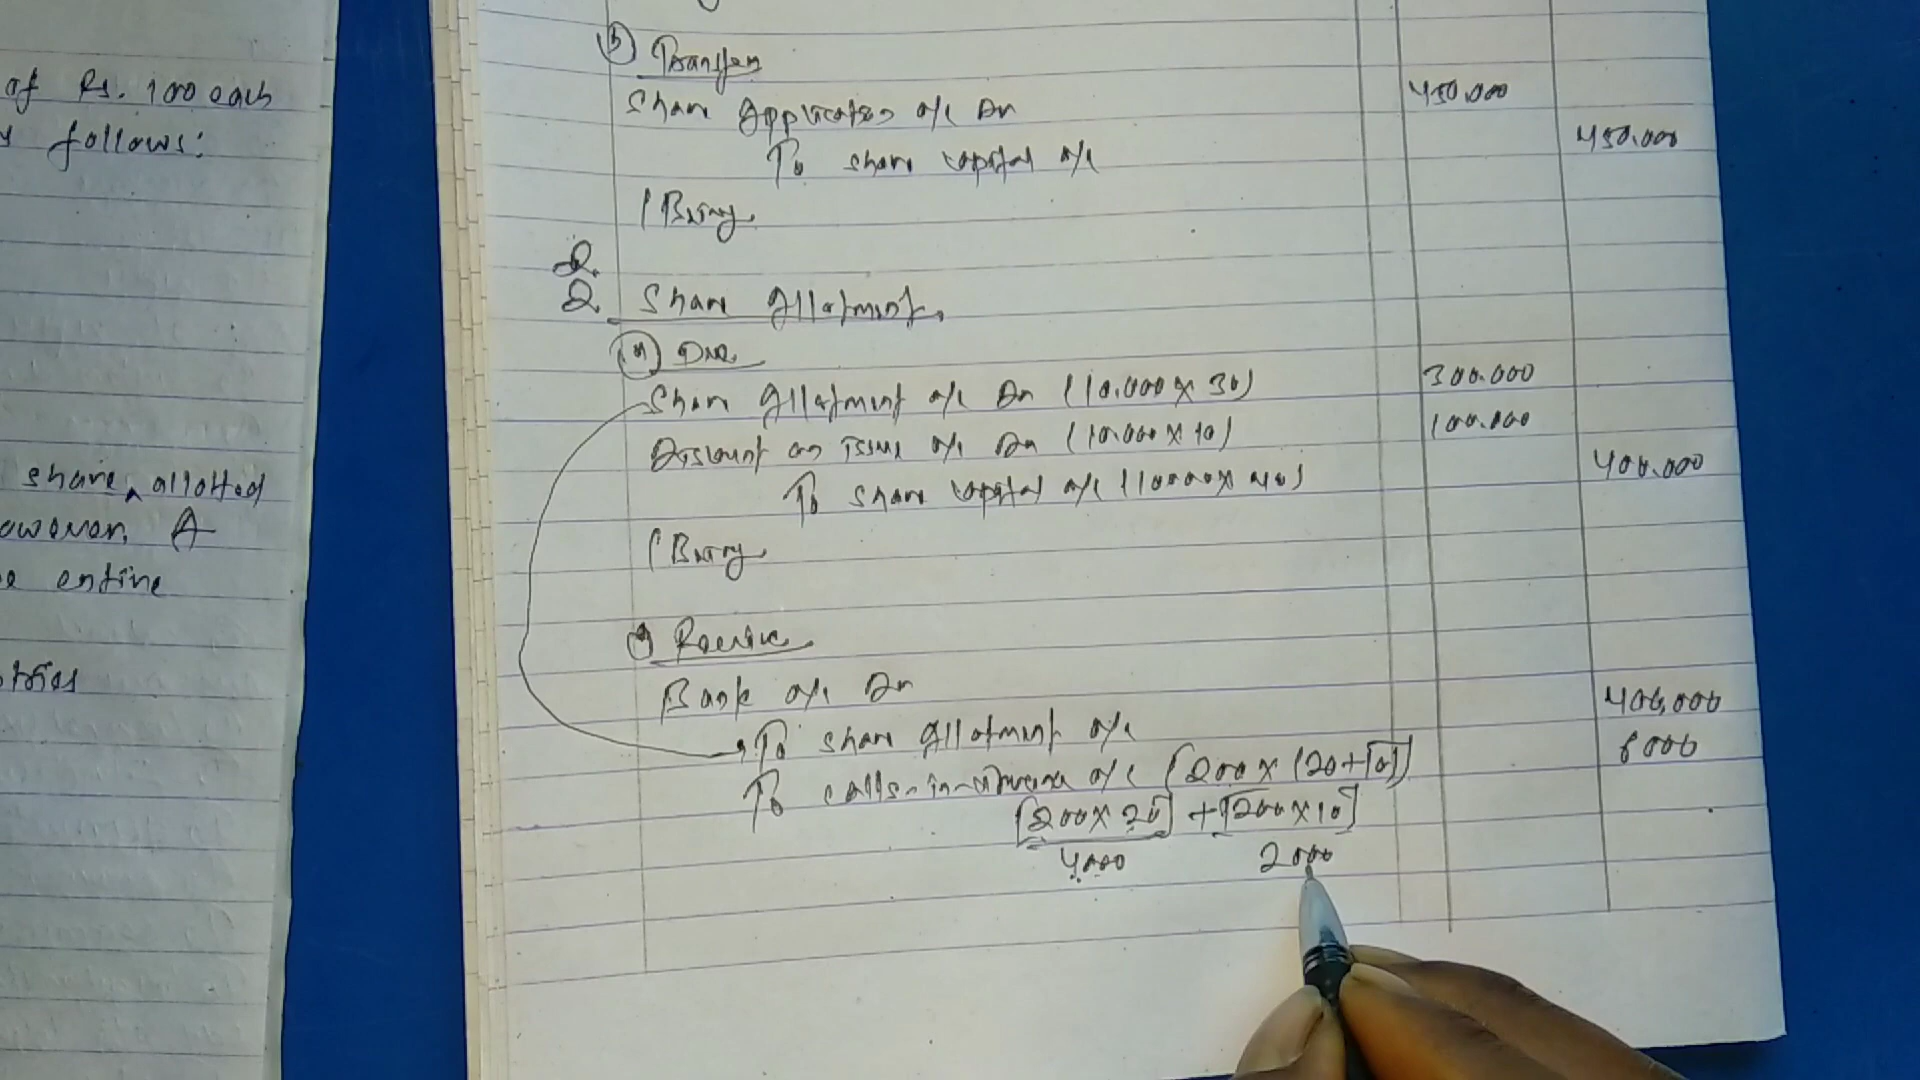 of Rs. 100 each
follows:
share allotted
owever, A
e entire
(b) Transfer
Share Application a/c Dr 450.000
To share capital a/c 450.000
(Being
2.
2. Share Allotment.
(a) Due
Share Allotment a/c Dr (10.000 x 30) 300.000
Discount on issue a/c Dr (10.000 x 10) 100.000
To share capital a/c (10000 x 40) 400.000
(Being
Receive
Bank a/c Dr
To share Allotment a/c 400,000
To calls-in-advance a/c [200 x (20+10)] 6000
[200 x 20] + [200 x 10]
4000 2000